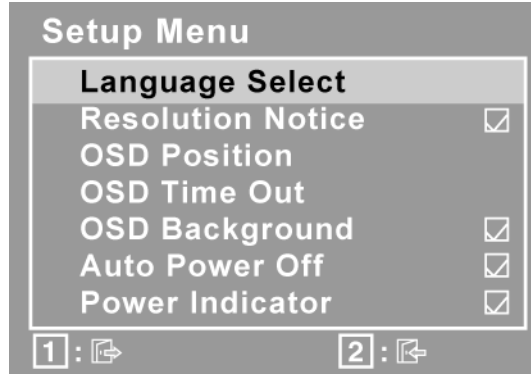 Setup Menu
Language Select
Resolution Notice
OSD Position
OSD Time Out
OSD Background
Auto Power Off
Power Indicator
1 : 2 :